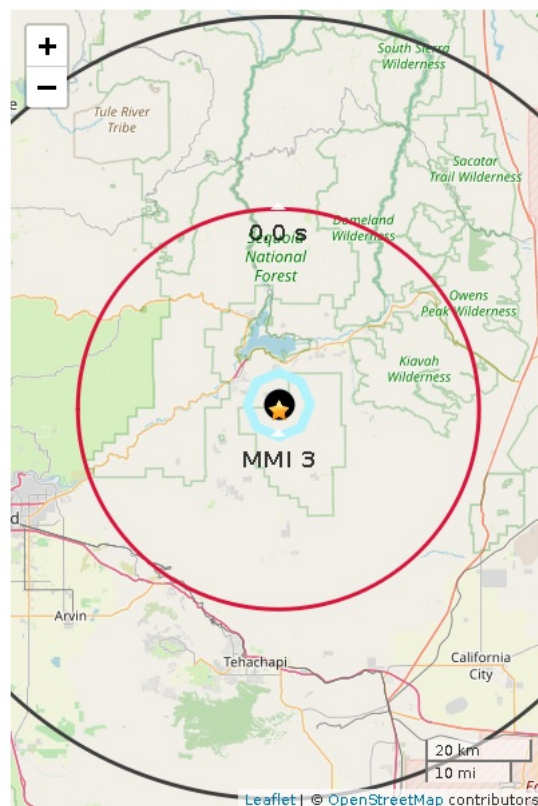 +
South Sierra
Wilderness
−
Tule River
Tribe
Sacatar
Trail Wilderness
Domeland
Wilderness
0.0 s
Sequoia
National
Forest
Owens
Peak Wilderness
Kiavah
Wilderness
MMI 3
d
Arvin
Tehachapi
California
City
20 km
10 mi
Leaflet | © OpenStreetMap contributors